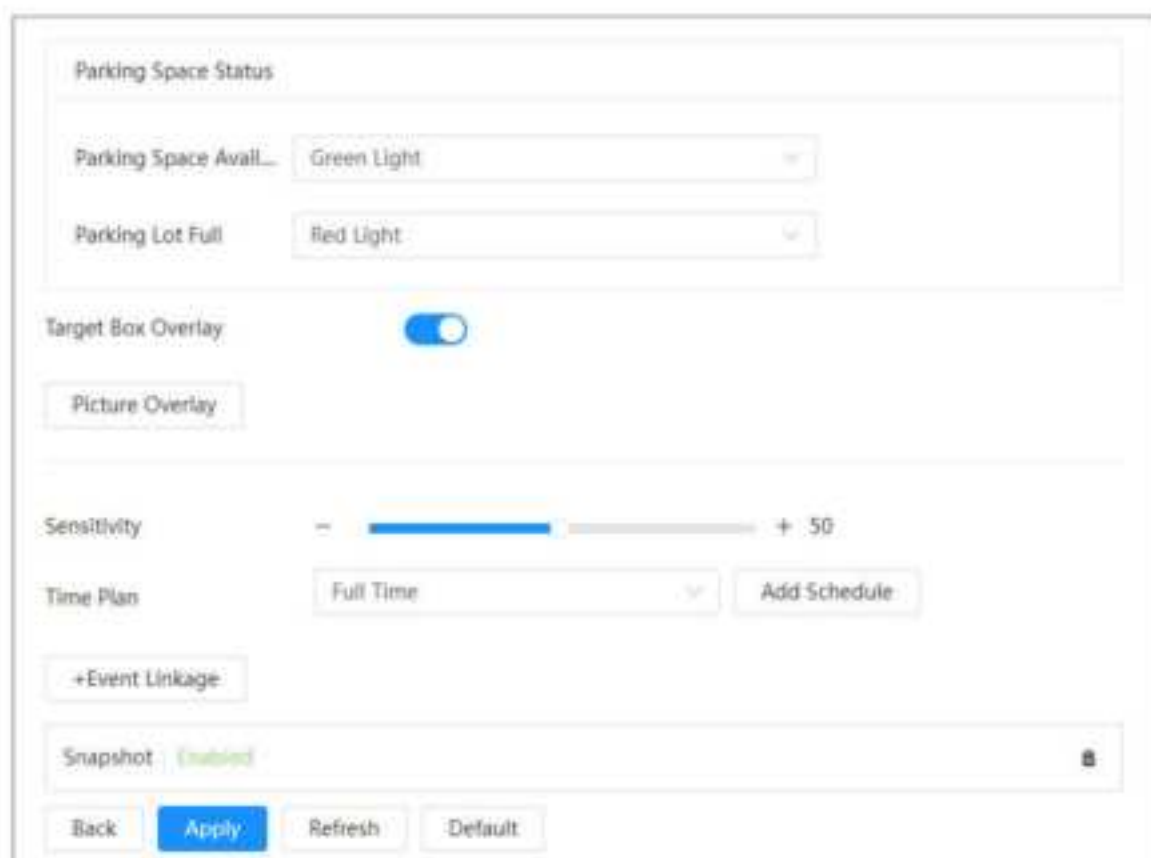 Parking Space Status
Parking Space Avail... Green Light
Parking Lot Full Red Light
Target Box Overlay
Picture Overlay
Sensitivity − + 50
Time Plan Full Time Add Schedule
+Event Linkage
Snapshot Enabled
Back Apply Refresh Default